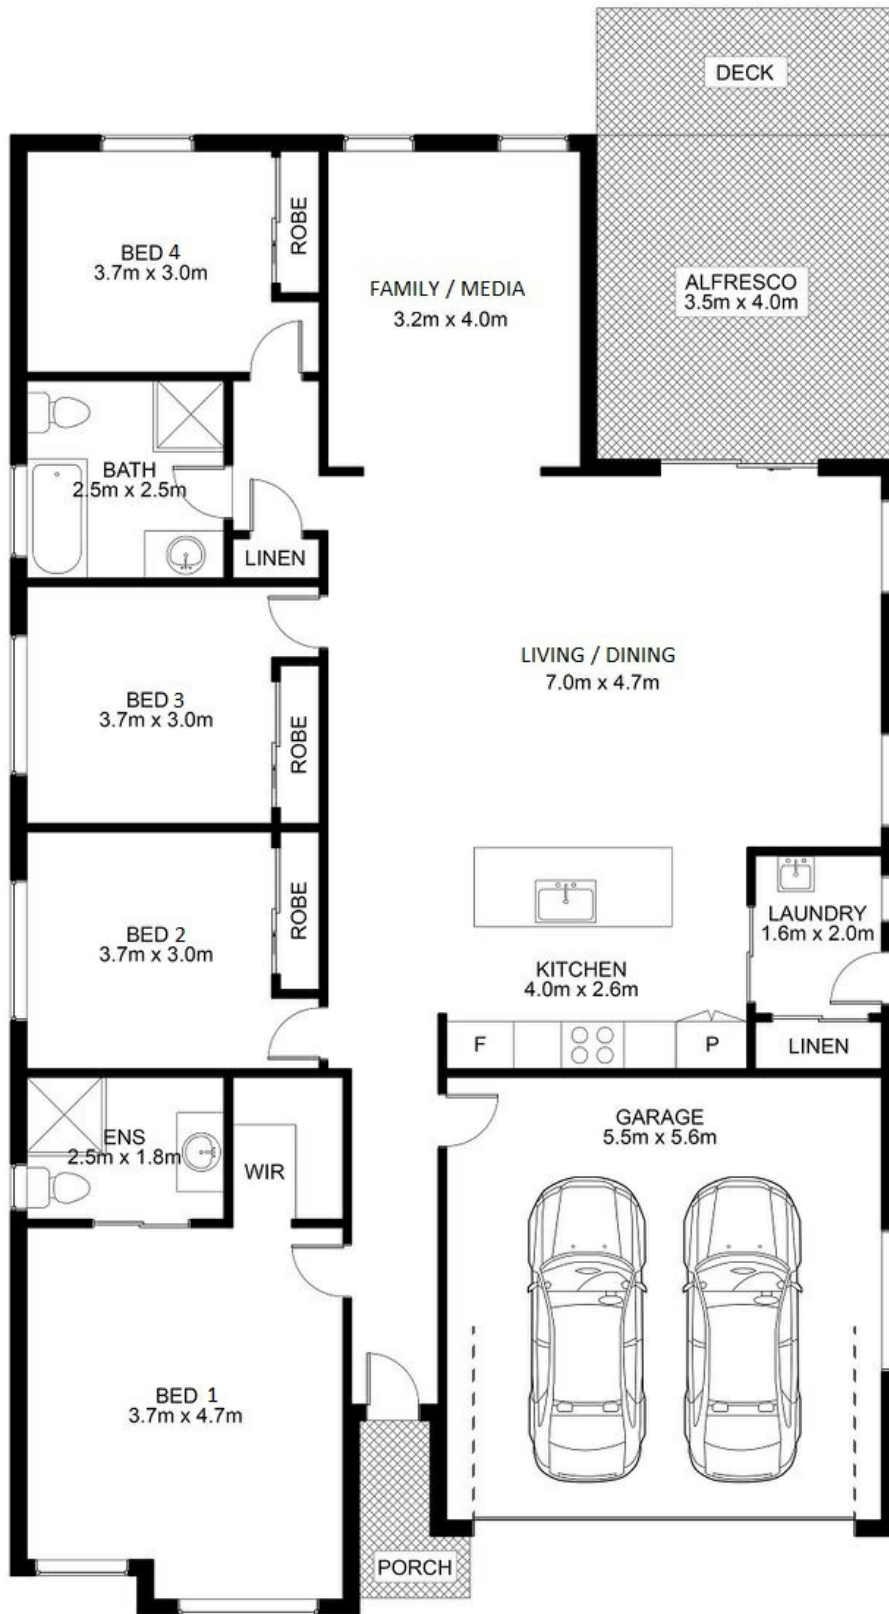 DECK
BED 4
3.7m x 3.0m
ROBE
FAMILY / MEDIA
3.2m x 4.0m
ALFRESCO
3.5m x 4.0m
BATH
2.5m x 2.5m
LINEN
BED 3
3.7m x 3.0m
ROBE
LIVING / DINING
7.0m x 4.7m
BED 2
3.7m x 3.0m
ROBE
KITCHEN
4.0m x 2.6m
LAUNDRY
1.6m x 2.0m
F
P
LINEN
ENS
2.5m x 1.8m
WIR
GARAGE
5.5m x 5.6m
BED 1
3.7m x 4.7m
PORCH